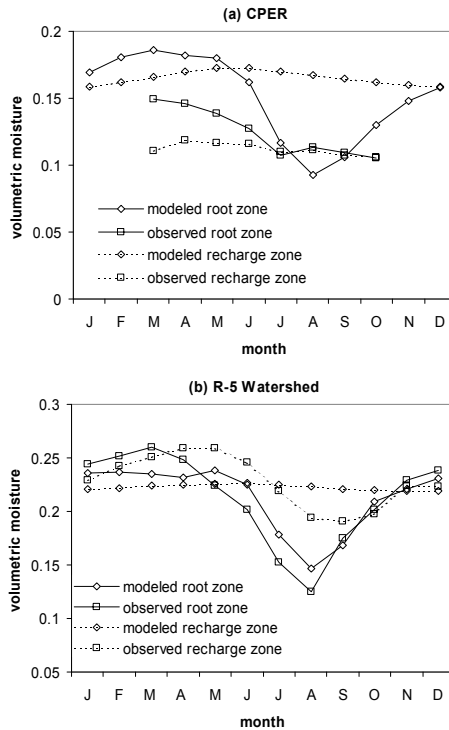 (a) CPER
0.2
0.15
0.1
0.05
0
volumetric moisture
modeled root zone
observed root zone
modeled recharge zone
observed recharge zone
J F M A M J J A S O N D
month
(b) R-5 Watershed
0.3
0.25
0.2
0.15
0.1
0.05
volumetric moisture
modeled root zone
observed root zone
modeled recharge zone
observed recharge zone
J F M A M J J A S O N D
month